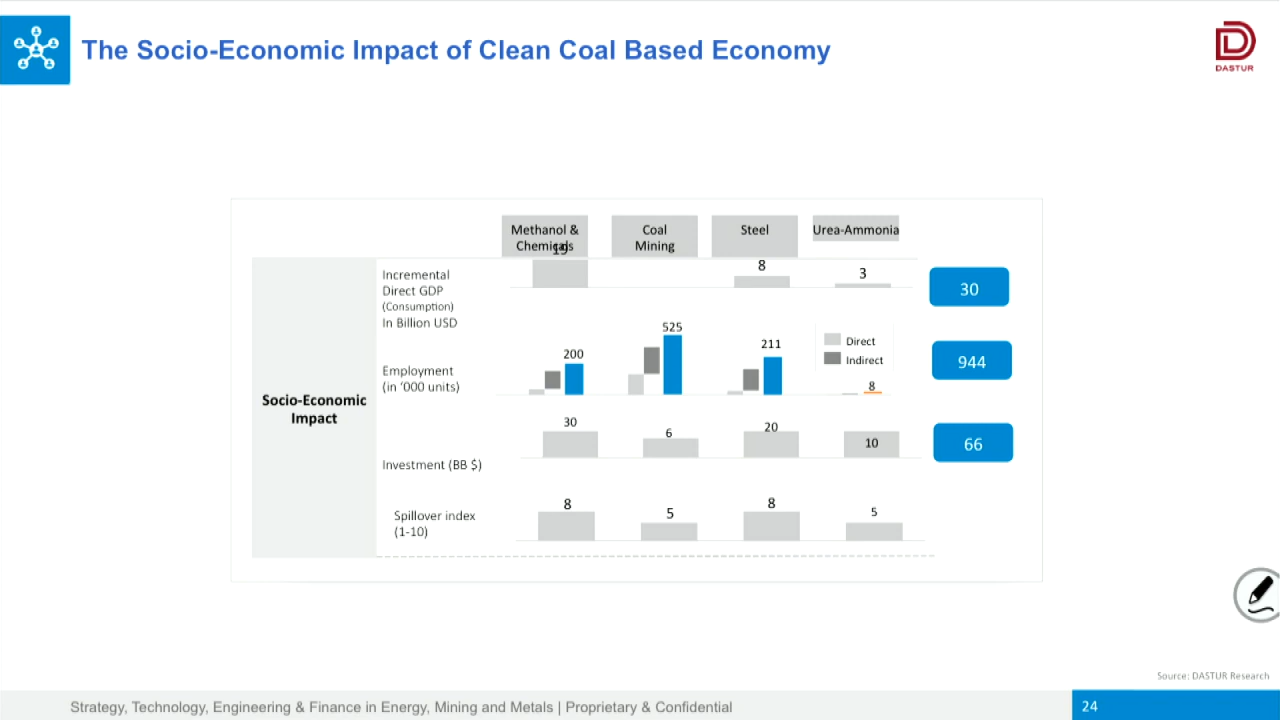 The Socio-Economic Impact of Clean Coal Based Economy
DASTUR
Methanol &
Chemicals
Coal
Mining
Steel
Urea-Ammonia
Socio-Economic
Impact
Incremental
Direct GDP
(Consumption)
In Billion USD
19
8
3
30
Employment
(in ‘000 units)
200
525
211
8
Direct
Indirect
944
Investment (BB $)
30
6
20
10
66
Spillover index
(1-10)
8
5
8
5
Source: DASTUR Research
Strategy, Technology, Engineering & Finance in Energy, Mining and Metals | Proprietary & Confidential
24